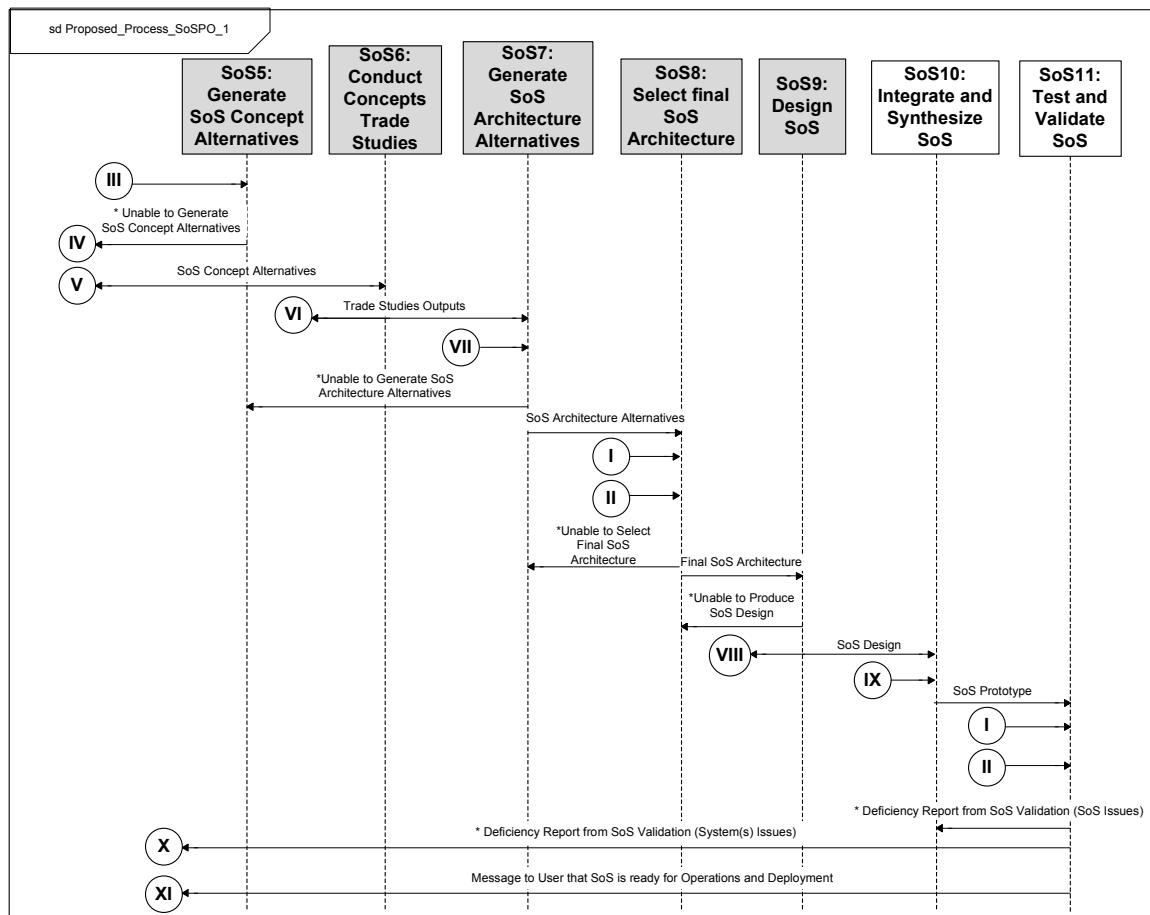 sd Proposed_Process_SoSPO_1
SoS5:
Generate
SoS Concept
Alternatives
SoS6:
Conduct
Concepts
Trade
Studies
SoS7:
Generate
SoS
Architecture
Alternatives
SoS8:
Select final
SoS
Architecture
SoS9:
Design
SoS
SoS10:
Integrate and
Synthesize
SoS
SoS11:
Test and
Validate
SoS
III
* Unable to Generate
SoS Concept Alternatives
IV
SoS Concept Alternatives
V
Trade Studies Outputs
VI
VII
*Unable to Generate SoS
Architecture Alternatives
SoS Architecture Alternatives
I
II
*Unable to Select
Final SoS
Architecture
Final SoS Architecture
*Unable to Produce
SoS Design
SoS Design
VIII
IX
SoS Prototype
I
II
* Deficiency Report from SoS Validation (SoS Issues)
* Deficiency Report from SoS Validation (System(s) Issues)
X
Message to User that SoS is ready for Operations and Deployment
XI